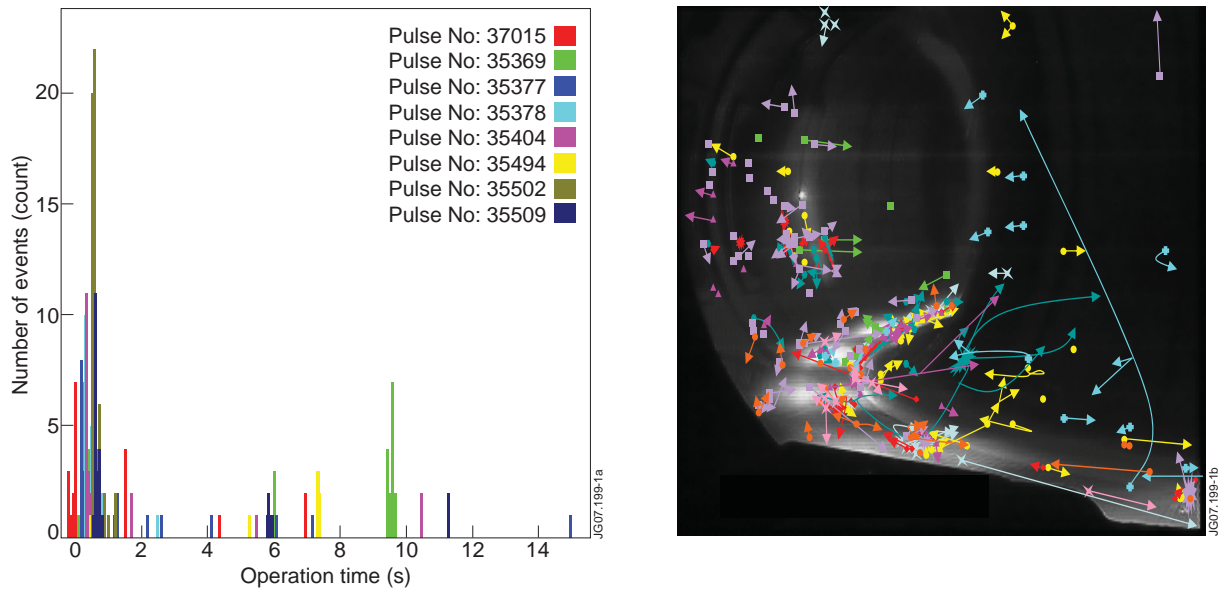 Pulse No: 37015
Pulse No: 35369
Pulse No: 35377
Pulse No: 35378
Pulse No: 35404
Pulse No: 35494
Pulse No: 35502
Pulse No: 35509
Number of events (count)
20
15
10
5
0
0 2 4 6 8 10 12 14
Operation time (s)
JG07.199-1a
JG07.199-1b